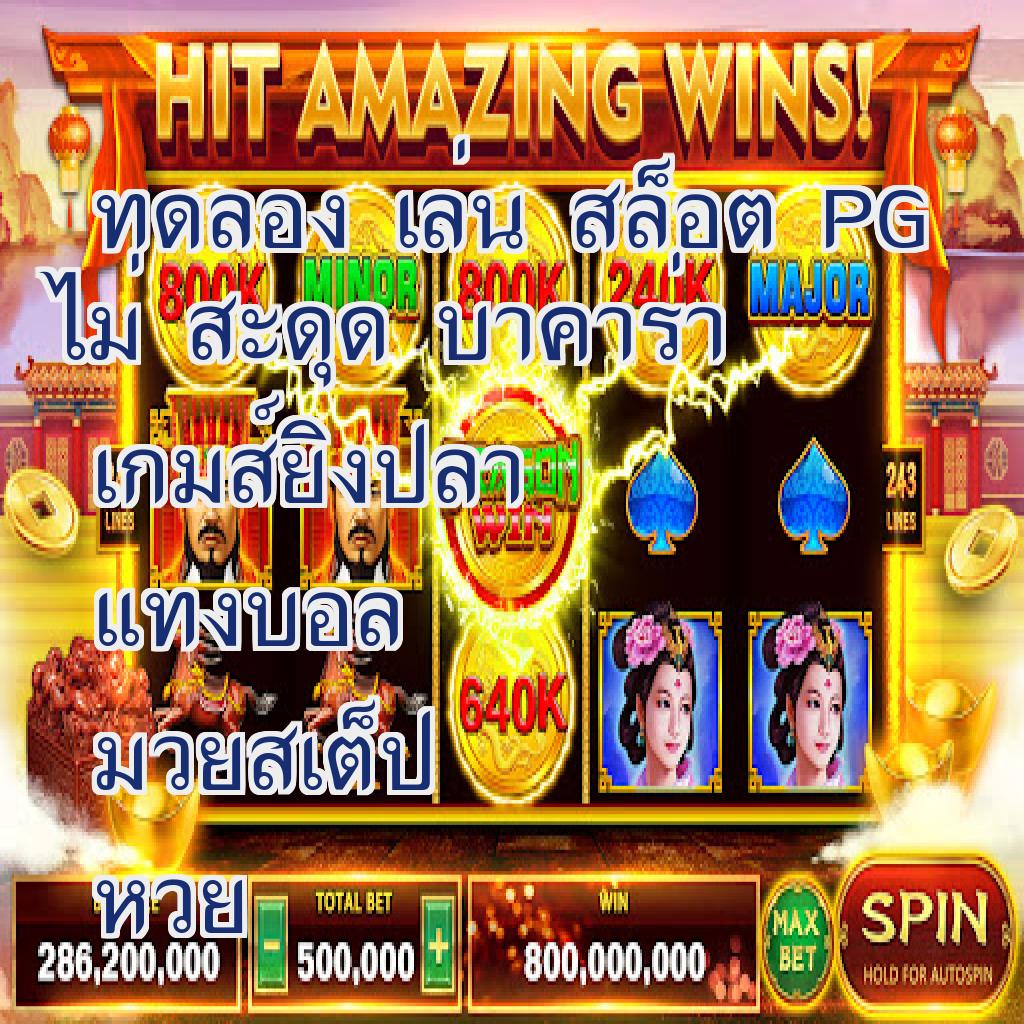 HIT AMAZING WINS!
ทดลอง เล่น สล็อต PG
800K MINOR 800K 240K MAJOR
ไม่ สะดุด บาคารา
เกมส์ยิงปลา
WIN
243
LINES
LINES
แทงบอล
640K
มวยสเต็ป
หวย
TOTAL BET
WIN
286,200,000
- 500,000 +
800,000,000
MAX
BET
SPIN
HOLD FOR AUTOSPIN